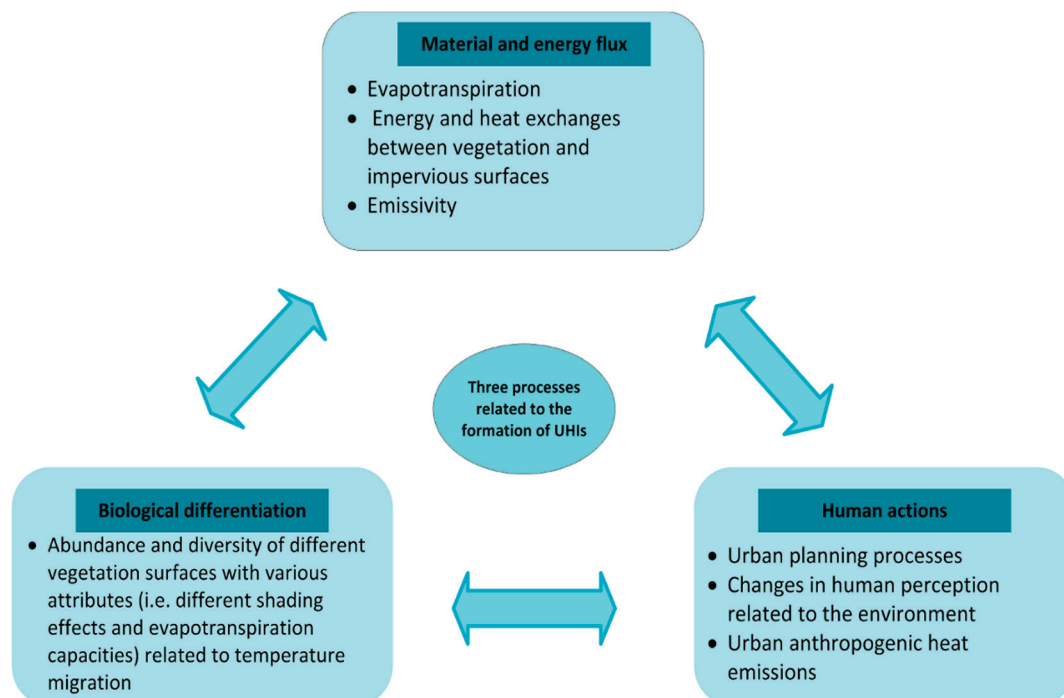 Material and energy flux
• Evapotranspiration
• Energy and heat exchanges
between vegetation and
impervious surfaces
• Emissivity
Three processes
related to the
formation of UHIs
Biological differentiation
• Abundance and diversity of different
vegetation surfaces with various
attributes (i.e. different shading
effects and evapotranspiration
capacities) related to temperature
migration
Human actions
• Urban planning processes
• Changes in human perception
related to the environment
• Urban anthropogenic heat
emissions